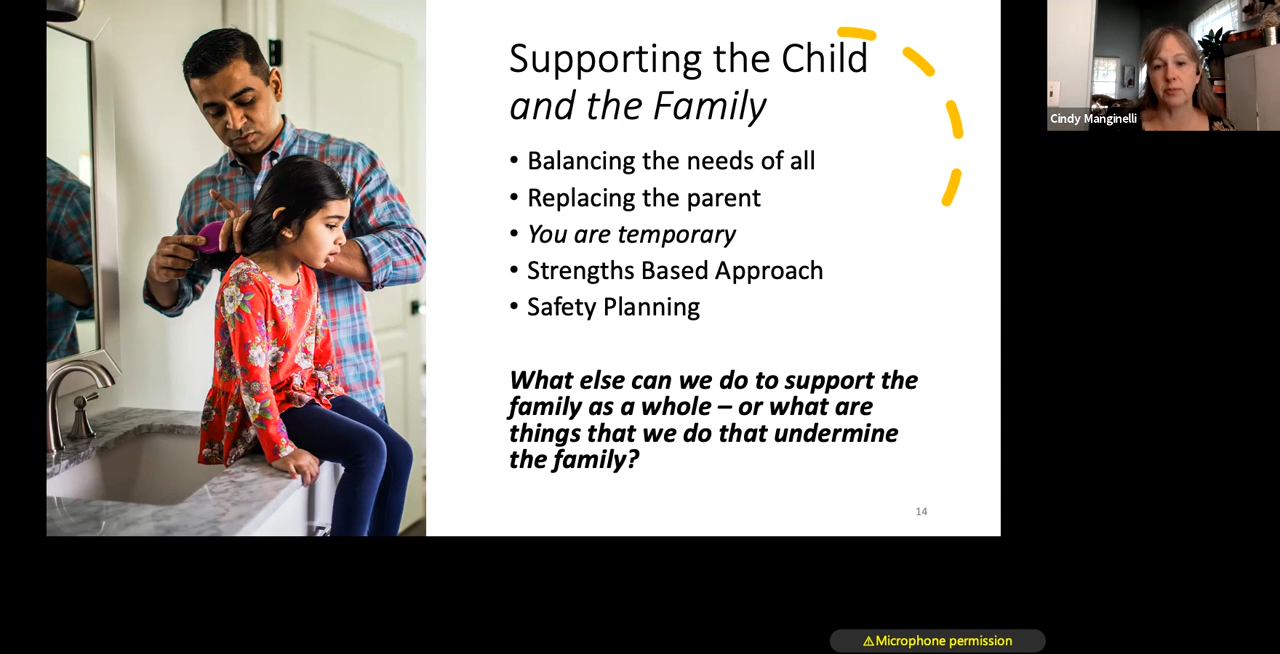 Supporting the Child
and the Family
• Balancing the needs of all
• Replacing the parent
• You are temporary
• Strengths Based Approach
• Safety Planning
What else can we do to support the
family as a whole – or what are
things that we do that undermine
the family?
14
Cindy Manginelli
⚠Microphone permission